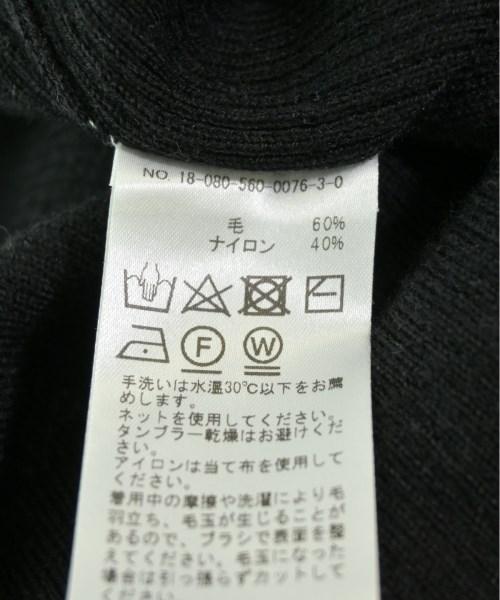 NO. 18-080-560-0076-3-0
毛 60%
ナイロン 40%
F W
手洗いは水温30℃以下をお薦
めします。
ネットを使用してください。
タンブラー乾燥はお避けくだ
さい。
アイロンは当て布を使用して
ください。
着用中の摩擦や洗濯により毛
羽立ち、毛玉が生じることが
あるので、ブラシで表面を整
えてください。毛玉になった
場合は引っ張らずカットして
ください。